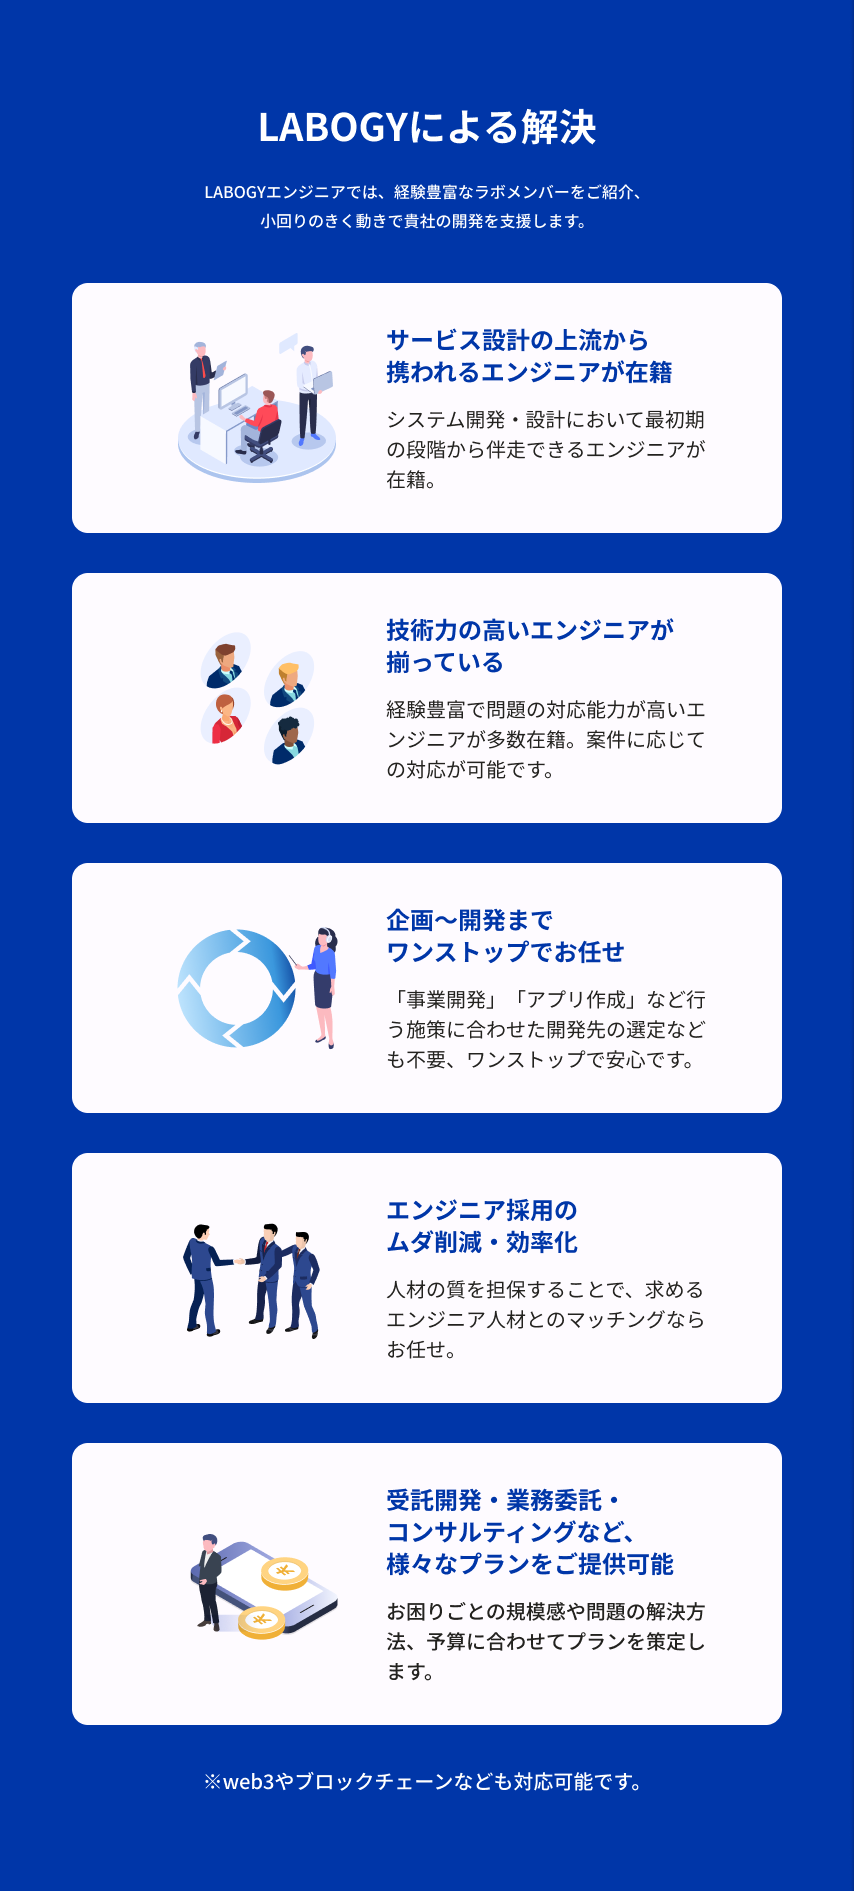 LABOGYによる解決
LABOGYエンジニアでは、経験豊富なラボメンバーをご紹介、
小回りのきく動きで貴社の開発を支援します。
サービス設計の上流から
携われるエンジニアが在籍
システム開発・設計において最初期
の段階から伴走できるエンジニアが
在籍。
技術力の高いエンジニアが
揃っている
経験豊富で問題の対応能力が高いエ
ンジニアが多数在籍。案件に応じて
の対応が可能です。
企画〜開発まで
ワンストップでお任せ
「事業開発」「アプリ作成」など行
う施策に合わせた開発先の選定など
も不要、ワンストップで安心です。
エンジニア採用の
ムダ削減・効率化
人材の質を担保することで、求める
エンジニア人材とのマッチングなら
お任せ。
受託開発・業務委託・
コンサルティングなど、
様々なプランをご提供可能
お困りごとの規模感や問題の解決方
法、予算に合わせてプランを策定し
ます。
※web3やブロックチェーンなども対応可能です。